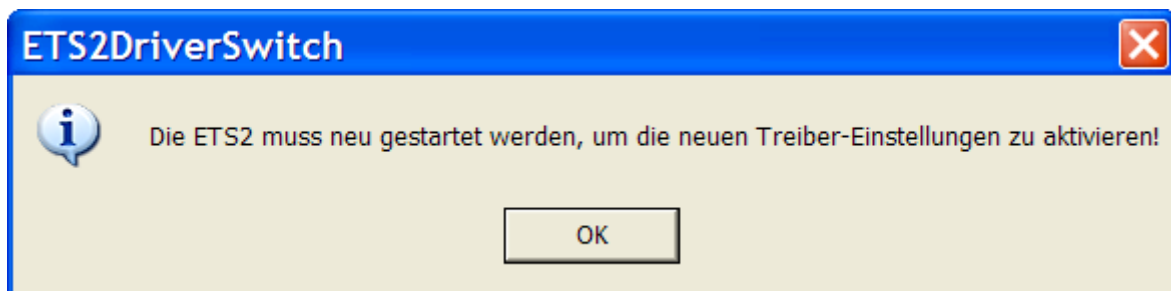 ETS2DriverSwitch
Die ETS2 muss neu gestartet werden, um die neuen Treiber-Einstellungen zu aktivieren!
OK